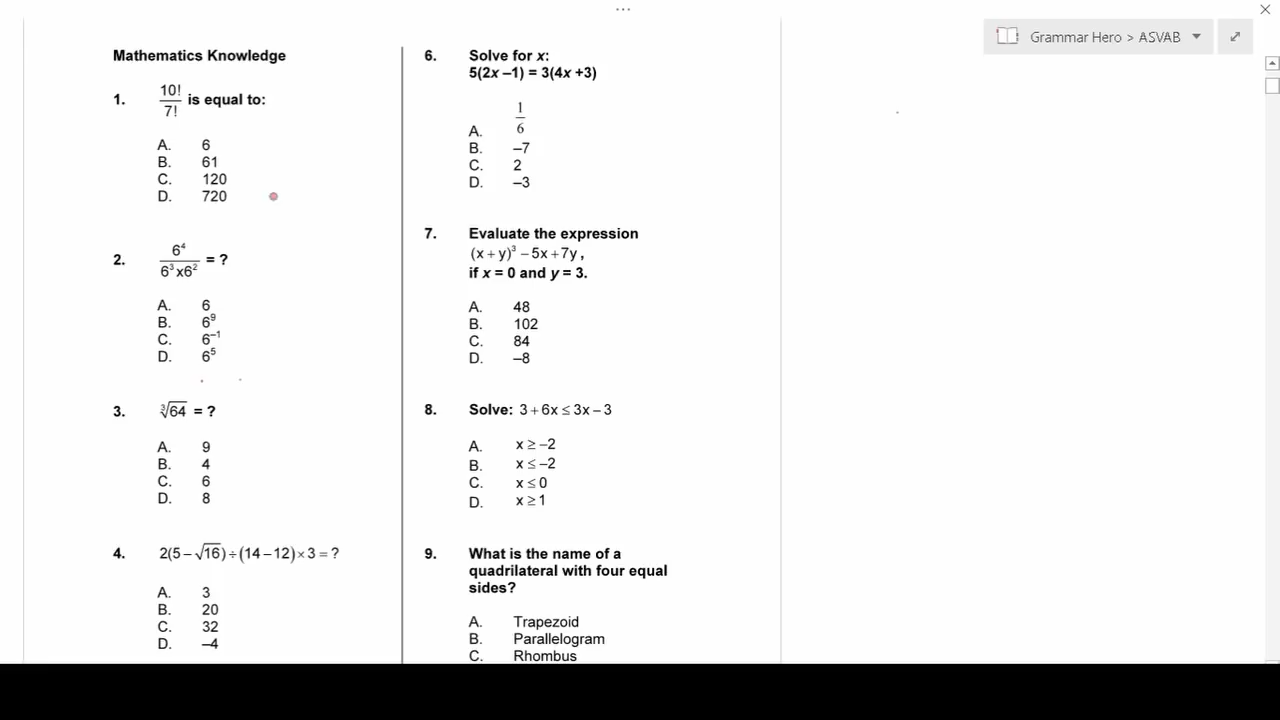 ...
Grammar Hero > ASVAB
Mathematics Knowledge
1. 10!/7! is equal to:
A. 6
B. 61
C. 120
D. 720
2. 6⁴/6³x6² = ?
A. 6
B. 6⁹
C. 6⁻¹
D. 6⁵
3. ∛64 = ?
A. 9
B. 4
C. 6
D. 8
4. 2(5 – √16) ÷ (14 – 12) × 3 = ?
A. 3
B. 20
C. 32
D. –4
6. Solve for x:
5(2x –1) = 3(4x +3)
A. 1/6
B. –7
C. 2
D. –3
7. Evaluate the expression
(x + y)³ – 5x + 7y,
if x = 0 and y = 3.
A. 48
B. 102
C. 84
D. –8
8. Solve: 3 + 6x ≤ 3x – 3
A. x ≥ –2
B. x ≤ –2
C. x ≤ 0
D. x ≥ 1
9. What is the name of a
quadrilateral with four equal
sides?
A. Trapezoid
B. Parallelogram
C. Rhombus